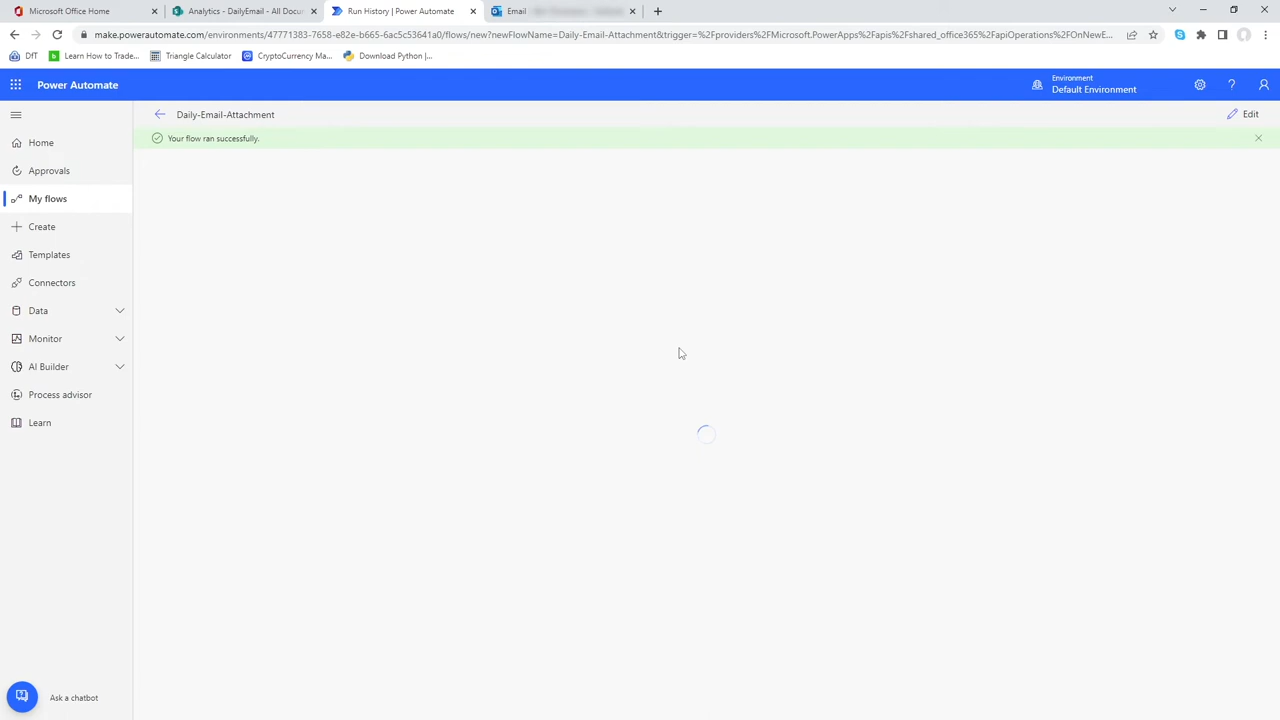 Microsoft Office Home
Analytics - DailyEmail - All Docu
Run History | Power Automate
Email
make.powerautomate.com/environments/47771383-7658-e82e-b665-6ac5c53641a0/flows/new?newFlowName=Daily-Email-Attachment&trigger=%2Fproviders%2FMicrosoft.PowerApps%2Fapis%2Fshared_office365%2FapiOperations%2FOnNewE...
DfT
Learn How to Trade...
Triangle Calculator
CryptoCurrency Ma...
Download Python |...
Power Automate
Environment
Default Environment
Daily-Email-Attachment
Edit
Your flow ran successfully.
Home
Approvals
My flows
Create
Templates
Connectors
Data
Monitor
AI Builder
Process advisor
Learn
Ask a chatbot